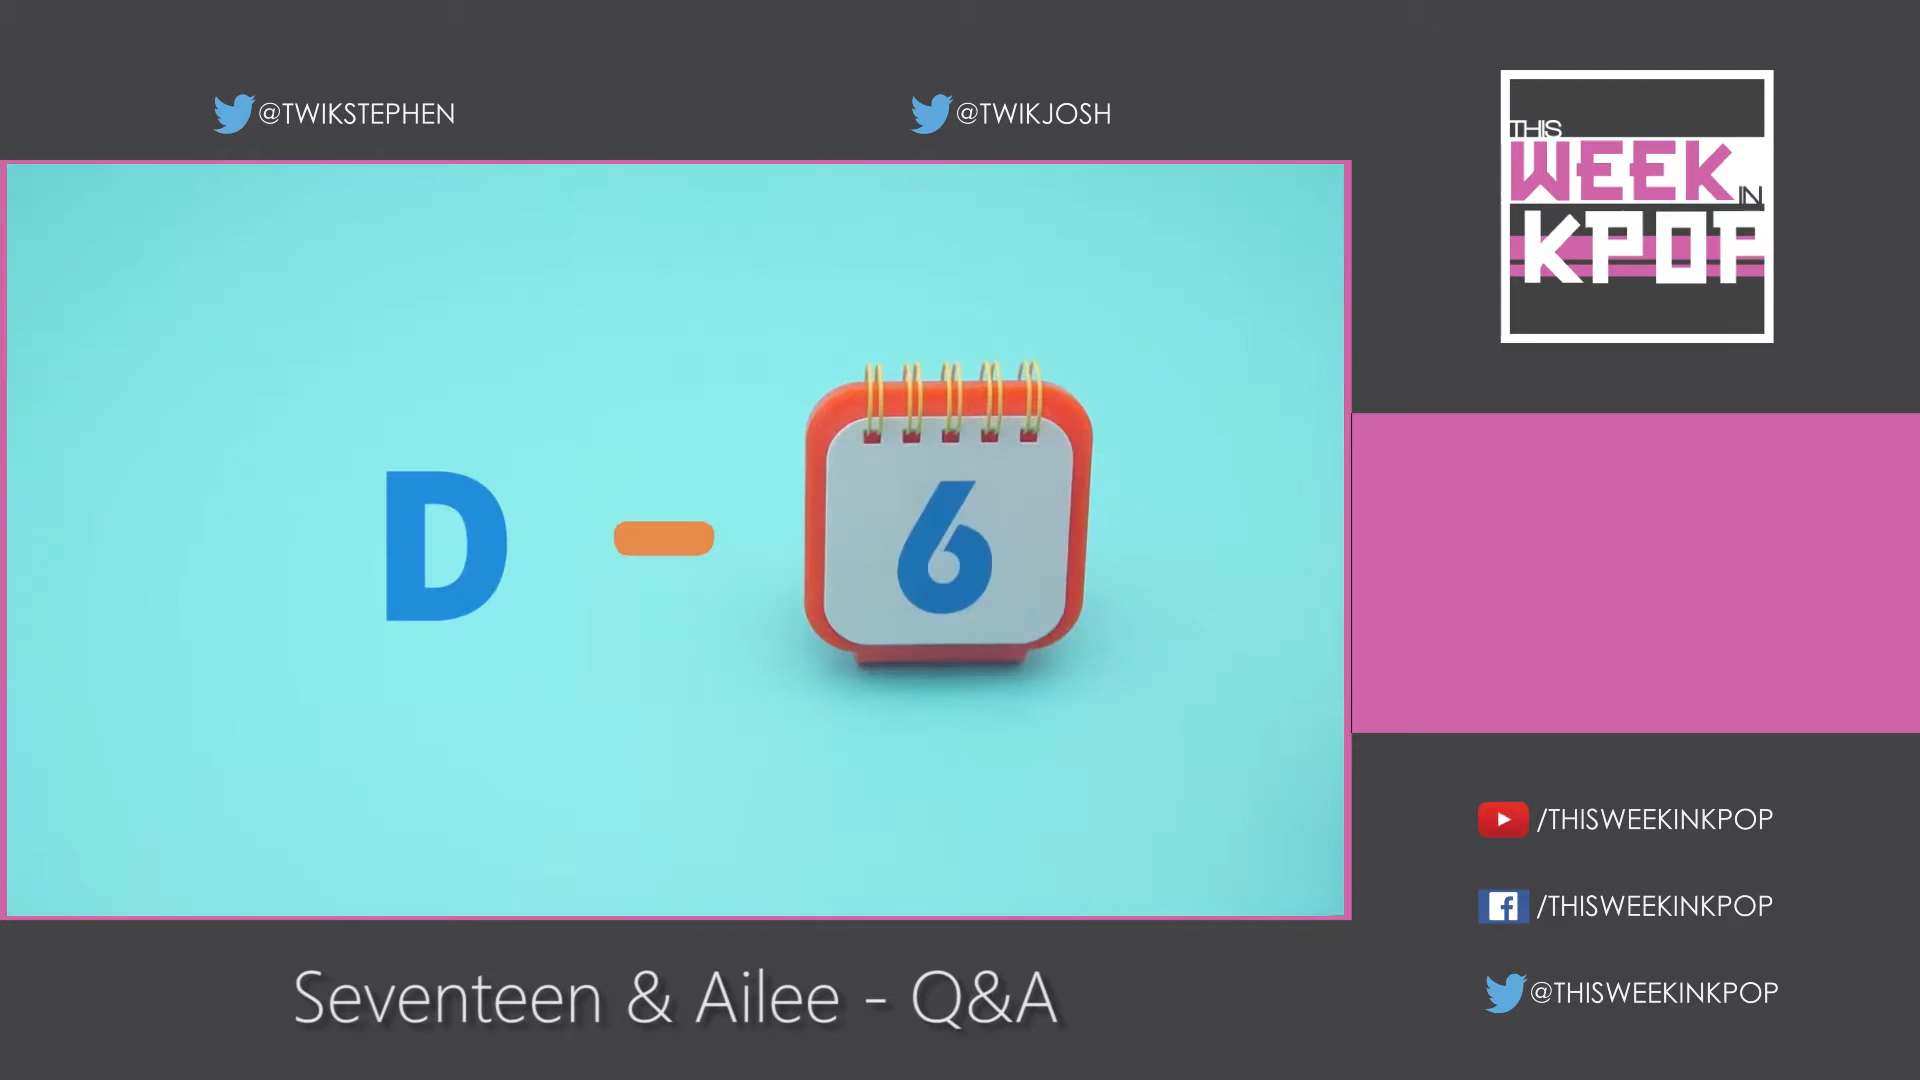 @TWIKSTEPHEN
@TWIKJOSH
THIS
WEEK
IN
KPOP
D - 6
/THISWEEKINKPOP
/THISWEEKINKPOP
@THISWEEKINKPOP
Seventeen & Ailee - Q&A